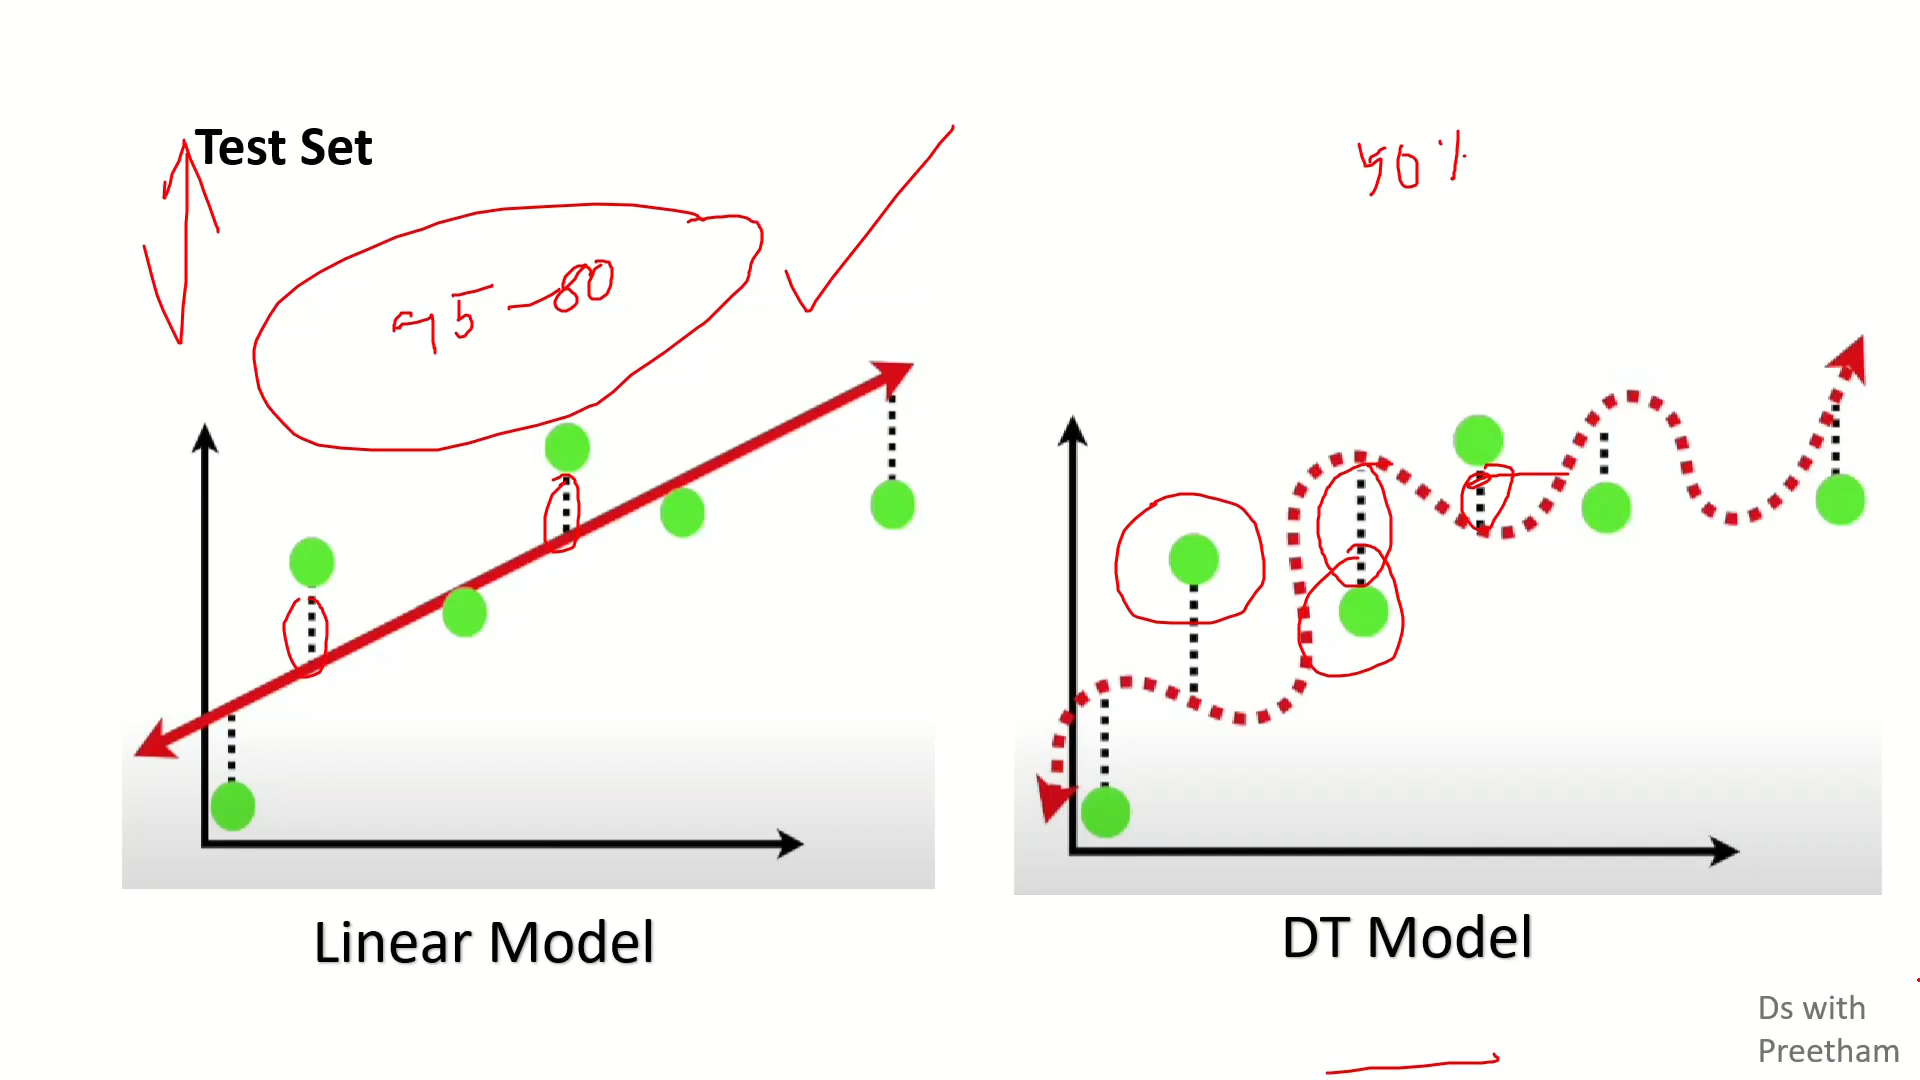 Test Set
50%
75-80
Linear Model
DT Model
Ds with
Preetham